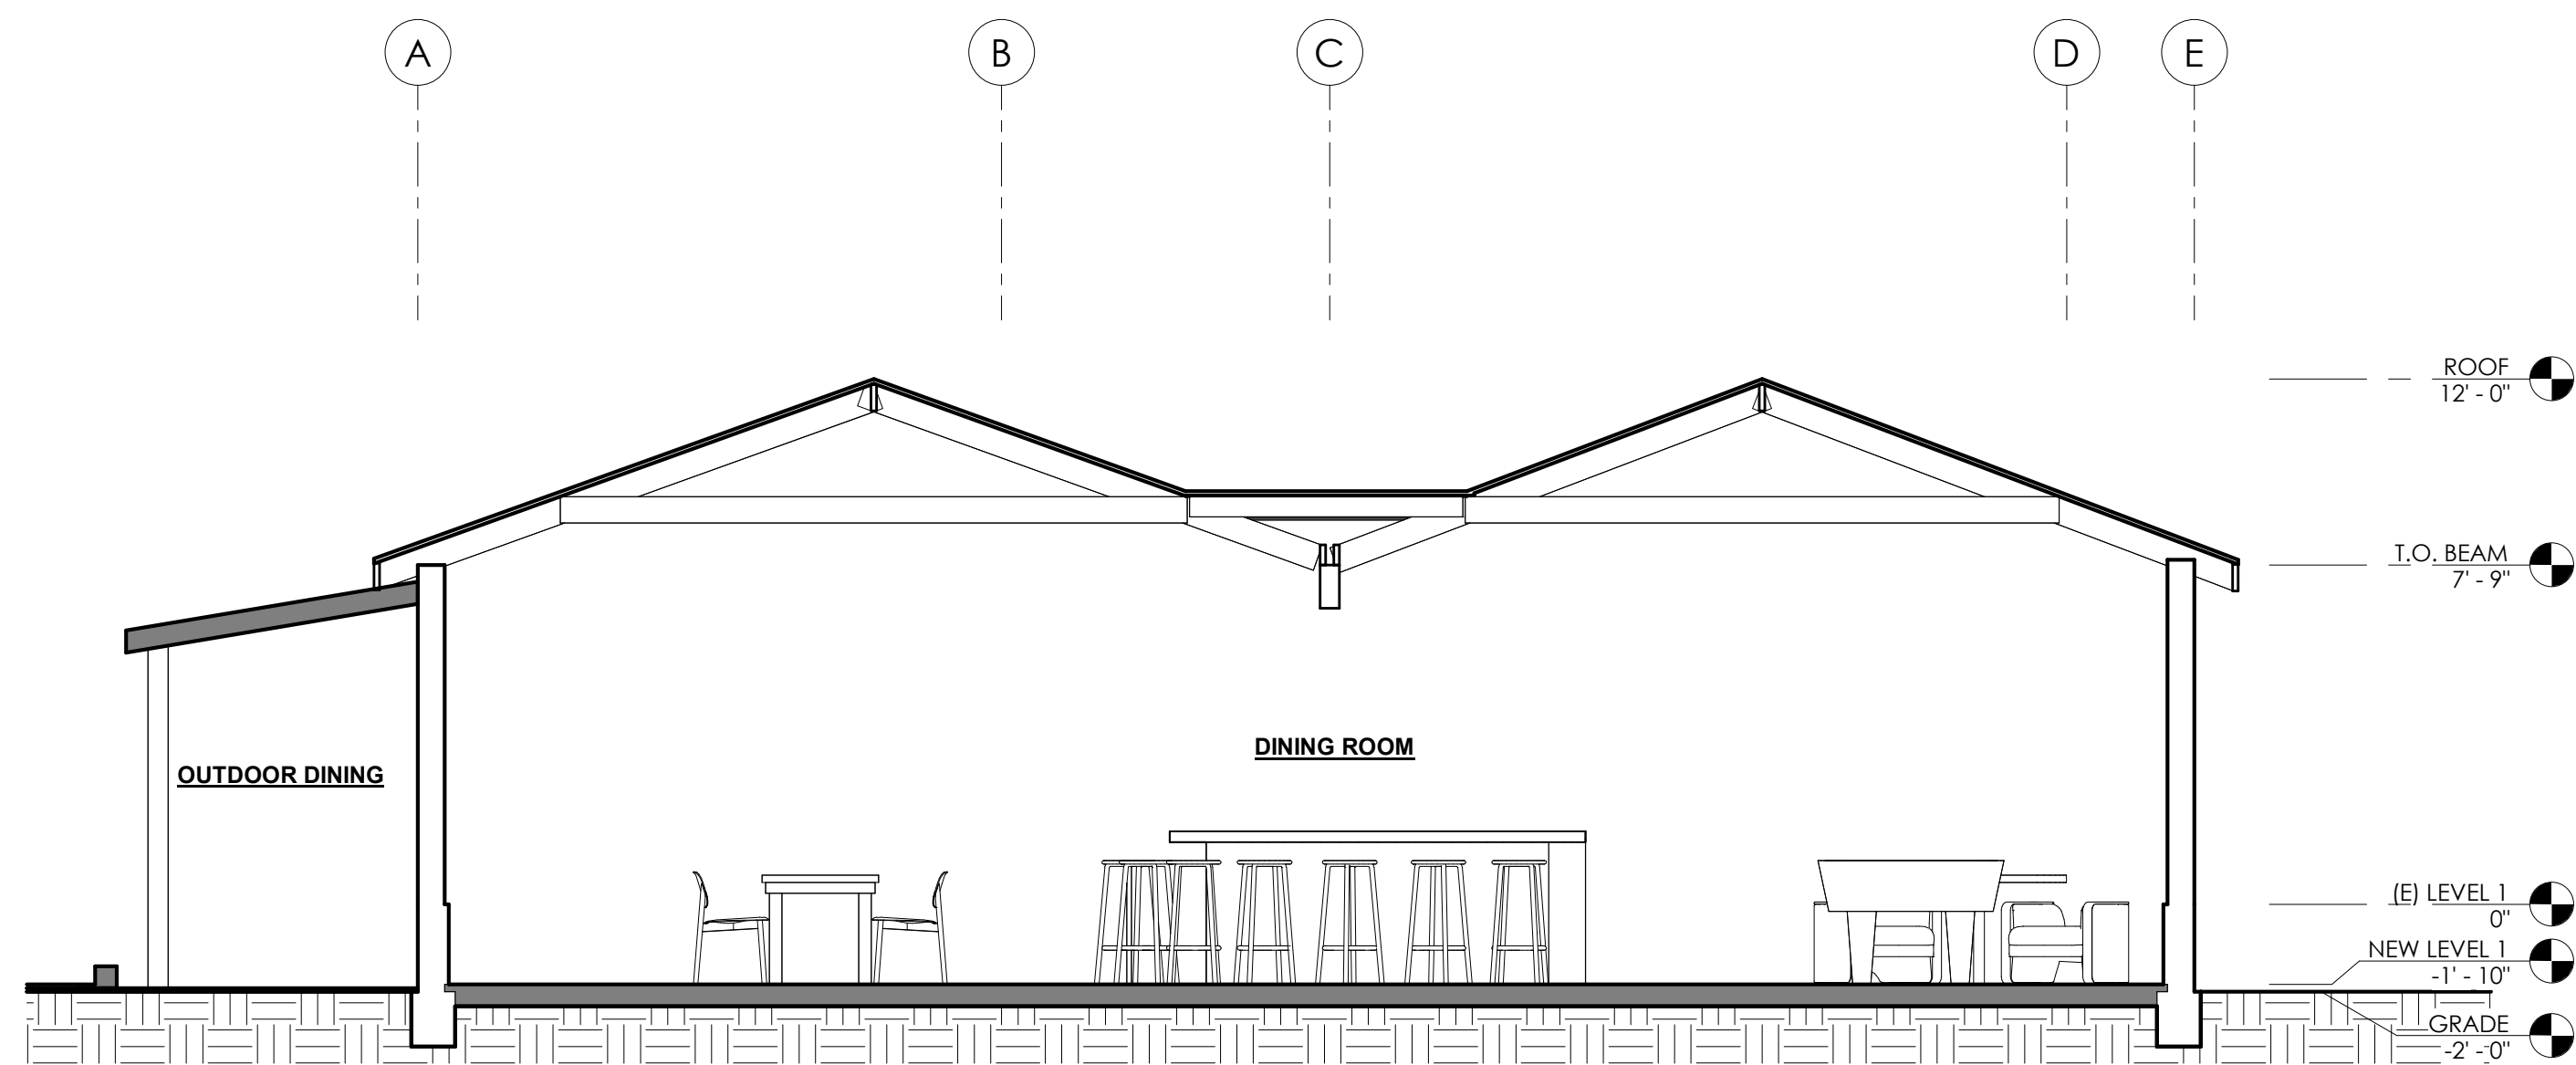 A
B
C
D
E
ROOF
12' - 0"
T.O. BEAM
7' - 9"
OUTDOOR DINING
DINING ROOM
(E) LEVEL 1
0"
NEW LEVEL 1
-1' - 10"
GRADE
-2' - 0"